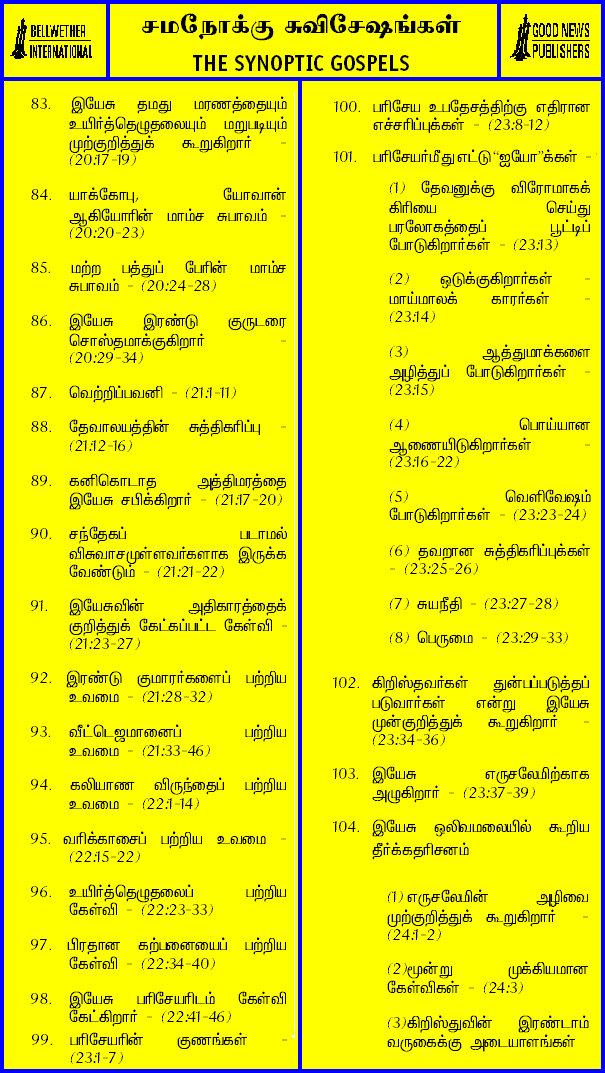 BELLWETHER
INTERNATIONAL
சமநோக்கு சுவிசேஷங்கள்
THE SYNOPTIC GOSPELS
GOOD NEWS
PUBLISHERS
83. இயேசு தமது மரணத்தையும்
உயிர்த்தெழுதலையும் மறுபடியும்
முற்குறித்துக் கூறுகிறார் -
(20:17-19)
84. யாக்கோபு, யோவான்
ஆகியோரின் மாம்ச சுபாவம் -
(20:20-23)
85. மற்ற பத்துப் பேரின் மாம்ச
சுபாவம் - (20:24-28)
86. இயேசு இரண்டு குருடரை
சொஸ்தமாக்குகிறார் -
(20:29-34)
87. வெற்றிப்பவனி - (21:1-11)
88. தேவாலயத்தின் சுத்திகரிப்பு -
(21:12-16)
89. கனிகொடாத அத்திமரத்தை
இயேசு சபிக்கிறார் - (21:17-20)
90. சந்தேகப் படாமல்
விசுவாசமுள்ளவர்களாக இருக்க
வேண்டும் - (21:21-22)
91. இயேசுவின் அதிகாரத்தைக்
குறித்துக் கேட்கப்பட்ட கேள்வி -
(21:23-27)
92. இரண்டு குமாரர்களைப் பற்றிய
உவமை - (21:28-32)
93. வீட்டெஜமானைப் பற்றிய
உவமை - (21:33-46)
94. கலியாண விருந்தைப் பற்றிய
உவமை - (22:1-14)
95. வரிக்காசைப் பற்றிய உவமை -
(22:15-22)
96. உயிர்த்தெழுதலைப் பற்றிய
கேள்வி - (22:23-33)
97. பிரதான கற்பனையைப் பற்றிய
கேள்வி - (22:34-40)
98. இயேசு பரிசேயரிடம் கேள்வி
கேட்கிறார் - (22:41-46)
99. பரிசேயரின் குணங்கள் -
(23:1-7)
100. பரிசேய உபதேசத்திற்கு எதிரான
எச்சரிப்புக்கள் - (23:8-12)
101. பரிசேயர்மீது எட்டு “ஐயோ”க்கள் -
(1) தேவனுக்கு விரோமாகக்
கிரியை செய்து
பரலோகத்தைப் பூட்டிப்
போடுகிறார்கள் - (23:13)
(2) ஒடுக்குகிறார்கள் -
மாய்மாலக் காரர்கள் -
(23:14)
(3) ஆத்துமாக்களை
அழித்துப் போடுகிறார்கள் -
(23:15)
(4) பொய்யான
ஆணையிடுகிறார்கள் -
(23:16-22)
(5) வெளிவேஷம்
போடுகிறார்கள் - (23:23-24)
(6) தவறான சுத்திகரிப்புக்கள்
- (23:25-26)
(7) சுயநீதி - (23:27-28)
(8) பெருமை - (23:29-33)
102. கிறிஸ்தவர்கள் துன்பப்படுத்தப்
படுவார்கள் என்று இயேசு
முன்குறித்துக் கூறுகிறார் -
(23:34-36)
103. இயேசு எருசலேமிற்காக
அழுகிறார் - (23:37-39)
104. இயேசு ஒலிவமலையில் கூறிய
தீர்க்கதரிசனம்
(1) எருசலேமின் அழிவை
முற்குறித்துக் கூறுகிறார் -
(24:1-2)
(2)மூன்று முக்கியமான
கேள்விகள் - (24:3)
(3)கிறிஸ்துவின் இரண்டாம்
வருகைக்கு அடையாளங்கள்